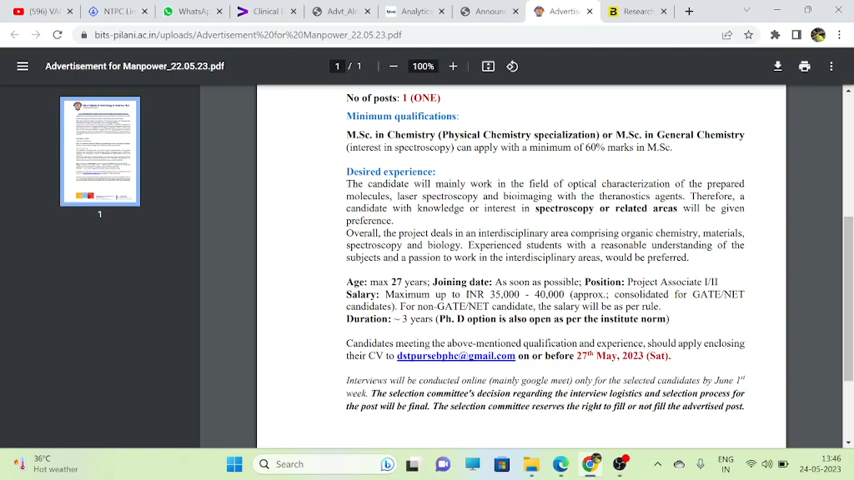 (596) VA
NTPC Lin
WhatsA
Clinical D
Advt_Al
Analytic
Announ
Advertise
Research
bits-pilani.ac.in/uploads/Advertisement%20for%20Manpower_22.05.23.pdf
Advertisement for Manpower_22.05.23.pdf
1 / 1
100%
1
No of posts: 1 (ONE)
Minimum qualifications:
M.Sc. in Chemistry (Physical Chemistry specialization) or M.Sc. in General Chemistry
(interest in spectroscopy) can apply with a minimum of 60% marks in M.Sc.
Desired experience:
The candidate will mainly work in the field of optical characterization of the prepared
molecules, laser spectroscopy and bioimaging with the theranostics agents. Therefore, a
candidate with knowledge or interest in spectroscopy or related areas will be given
preference.
Overall, the project deals in an interdisciplinary area comprising organic chemistry, materials,
spectroscopy and biology. Experienced students with a reasonable understanding of the
subjects and a passion to work in the interdisciplinary areas, would be preferred.
Age: max 27 years; Joining date: As soon as possible; Position: Project Associate I/II
Salary: Maximum up to INR 35,000 - 40,000 (approx.; consolidated for GATE/NET
candidates). For non-GATE/NET candidate, the salary will be as per rule.
Duration: ~ 3 years (Ph. D option is also open as per the institute norm)
Candidates meeting the above-mentioned qualification and experience, should apply enclosing
their CV to dstpursebphc@gmail.com on or before 27th May, 2023 (Sat).
Interviews will be conducted online (mainly google meet) only for the selected candidates by June 1st
week. The selection committee's decision regarding the interview logistics and selection process for
the post will be final. The selection committee reserves the right to fill or not fill the advertised post.
36°C
Hot weather
Search
ENG
IN
13:46
24-05-2023